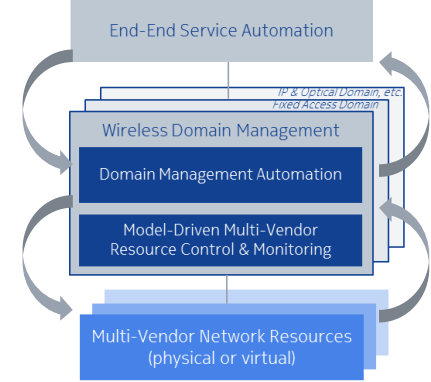 End-End Service Automation
IP & Optical Domain, etc.
Fixed Access Domain
Wireless Domain Management
Domain Management Automation
Model-Driven Multi-Vendor
Resource Control & Monitoring
Multi-Vendor Network Resources
(physical or virtual)